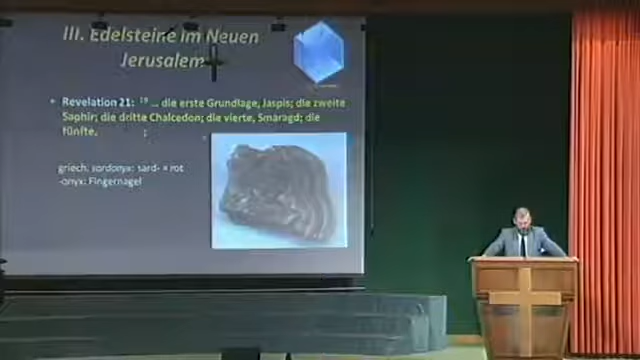 III. Edelsteine im Neuen
Jerusalem
• Revelation 21: ¹⁹ ... die erste Grundlage, Jaspis; die zweite
Saphir; die dritte Chalcedon; die vierte, Smaragd; die
fünfte,
griech. sardonyx: sard- = rot
-onyx: Fingernagel